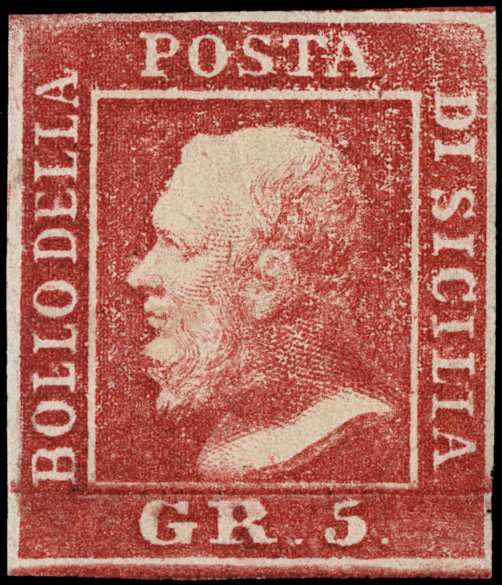 BOLLO DELLA
POSTA
DI SICILIA
GR. 5.